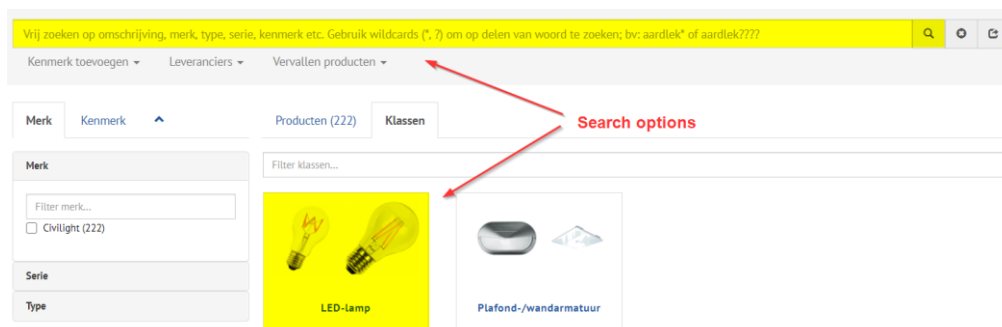 Vrij zoeken op omschrijving, merk, type, serie, kenmerk etc. Gebruik wildcards (*, ?) om op delen van woord te zoeken; bv: aardlek* of aardlek????
Kenmerk toevoegen Leveranciers Vervallen producten
Search options
Merk Kenmerk Producten (222) Klassen
Merk
Filter klassen...
Filter merk...
Civilight (222)
Serie
Type
LED-lamp Plafond-/wandarmatuur